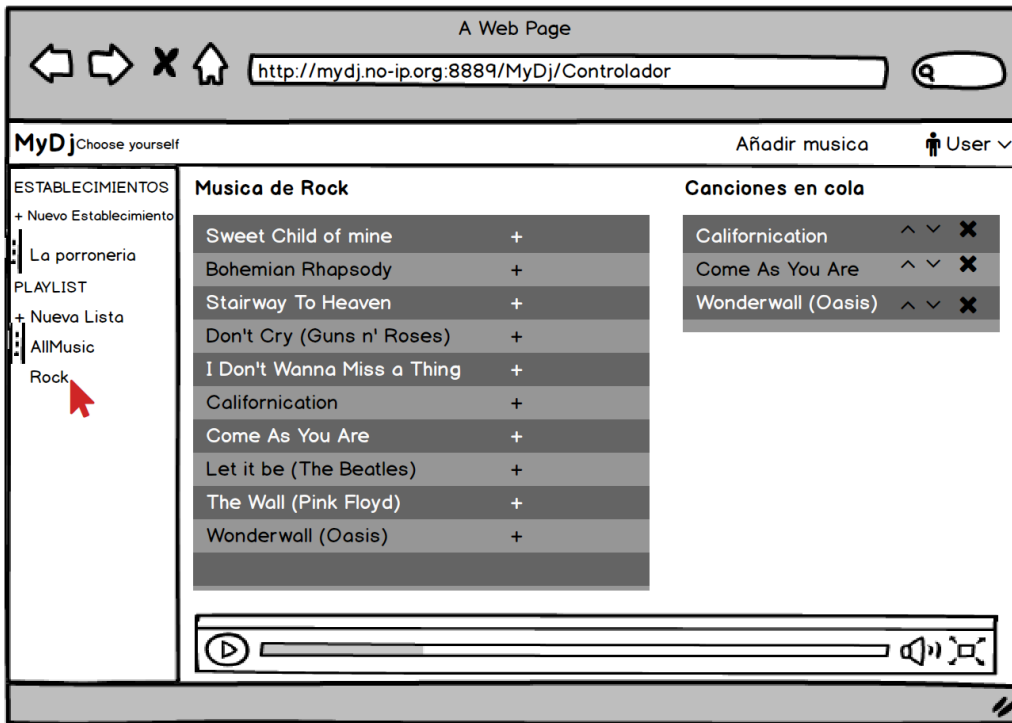 A Web Page
http://mydj.no-ip.org:8889/MyDj/Controlador
MyDj Choose yourself
Añadir musica
User
ESTABLECIMIENTOS
+ Nuevo Establecimiento
La porroneria
PLAYLIST
+ Nueva Lista
AllMusic
Rock
Musica de Rock
Sweet Child of mine +
Bohemian Rhapsody +
Stairway To Heaven +
Don't Cry (Guns n' Roses) +
I Don't Wanna Miss a Thing +
Californication +
Come As You Are +
Let it be (The Beatles) +
The Wall (Pink Floyd) +
Wonderwall (Oasis) +
Canciones en cola
Californication
Come As You Are
Wonderwall (Oasis)